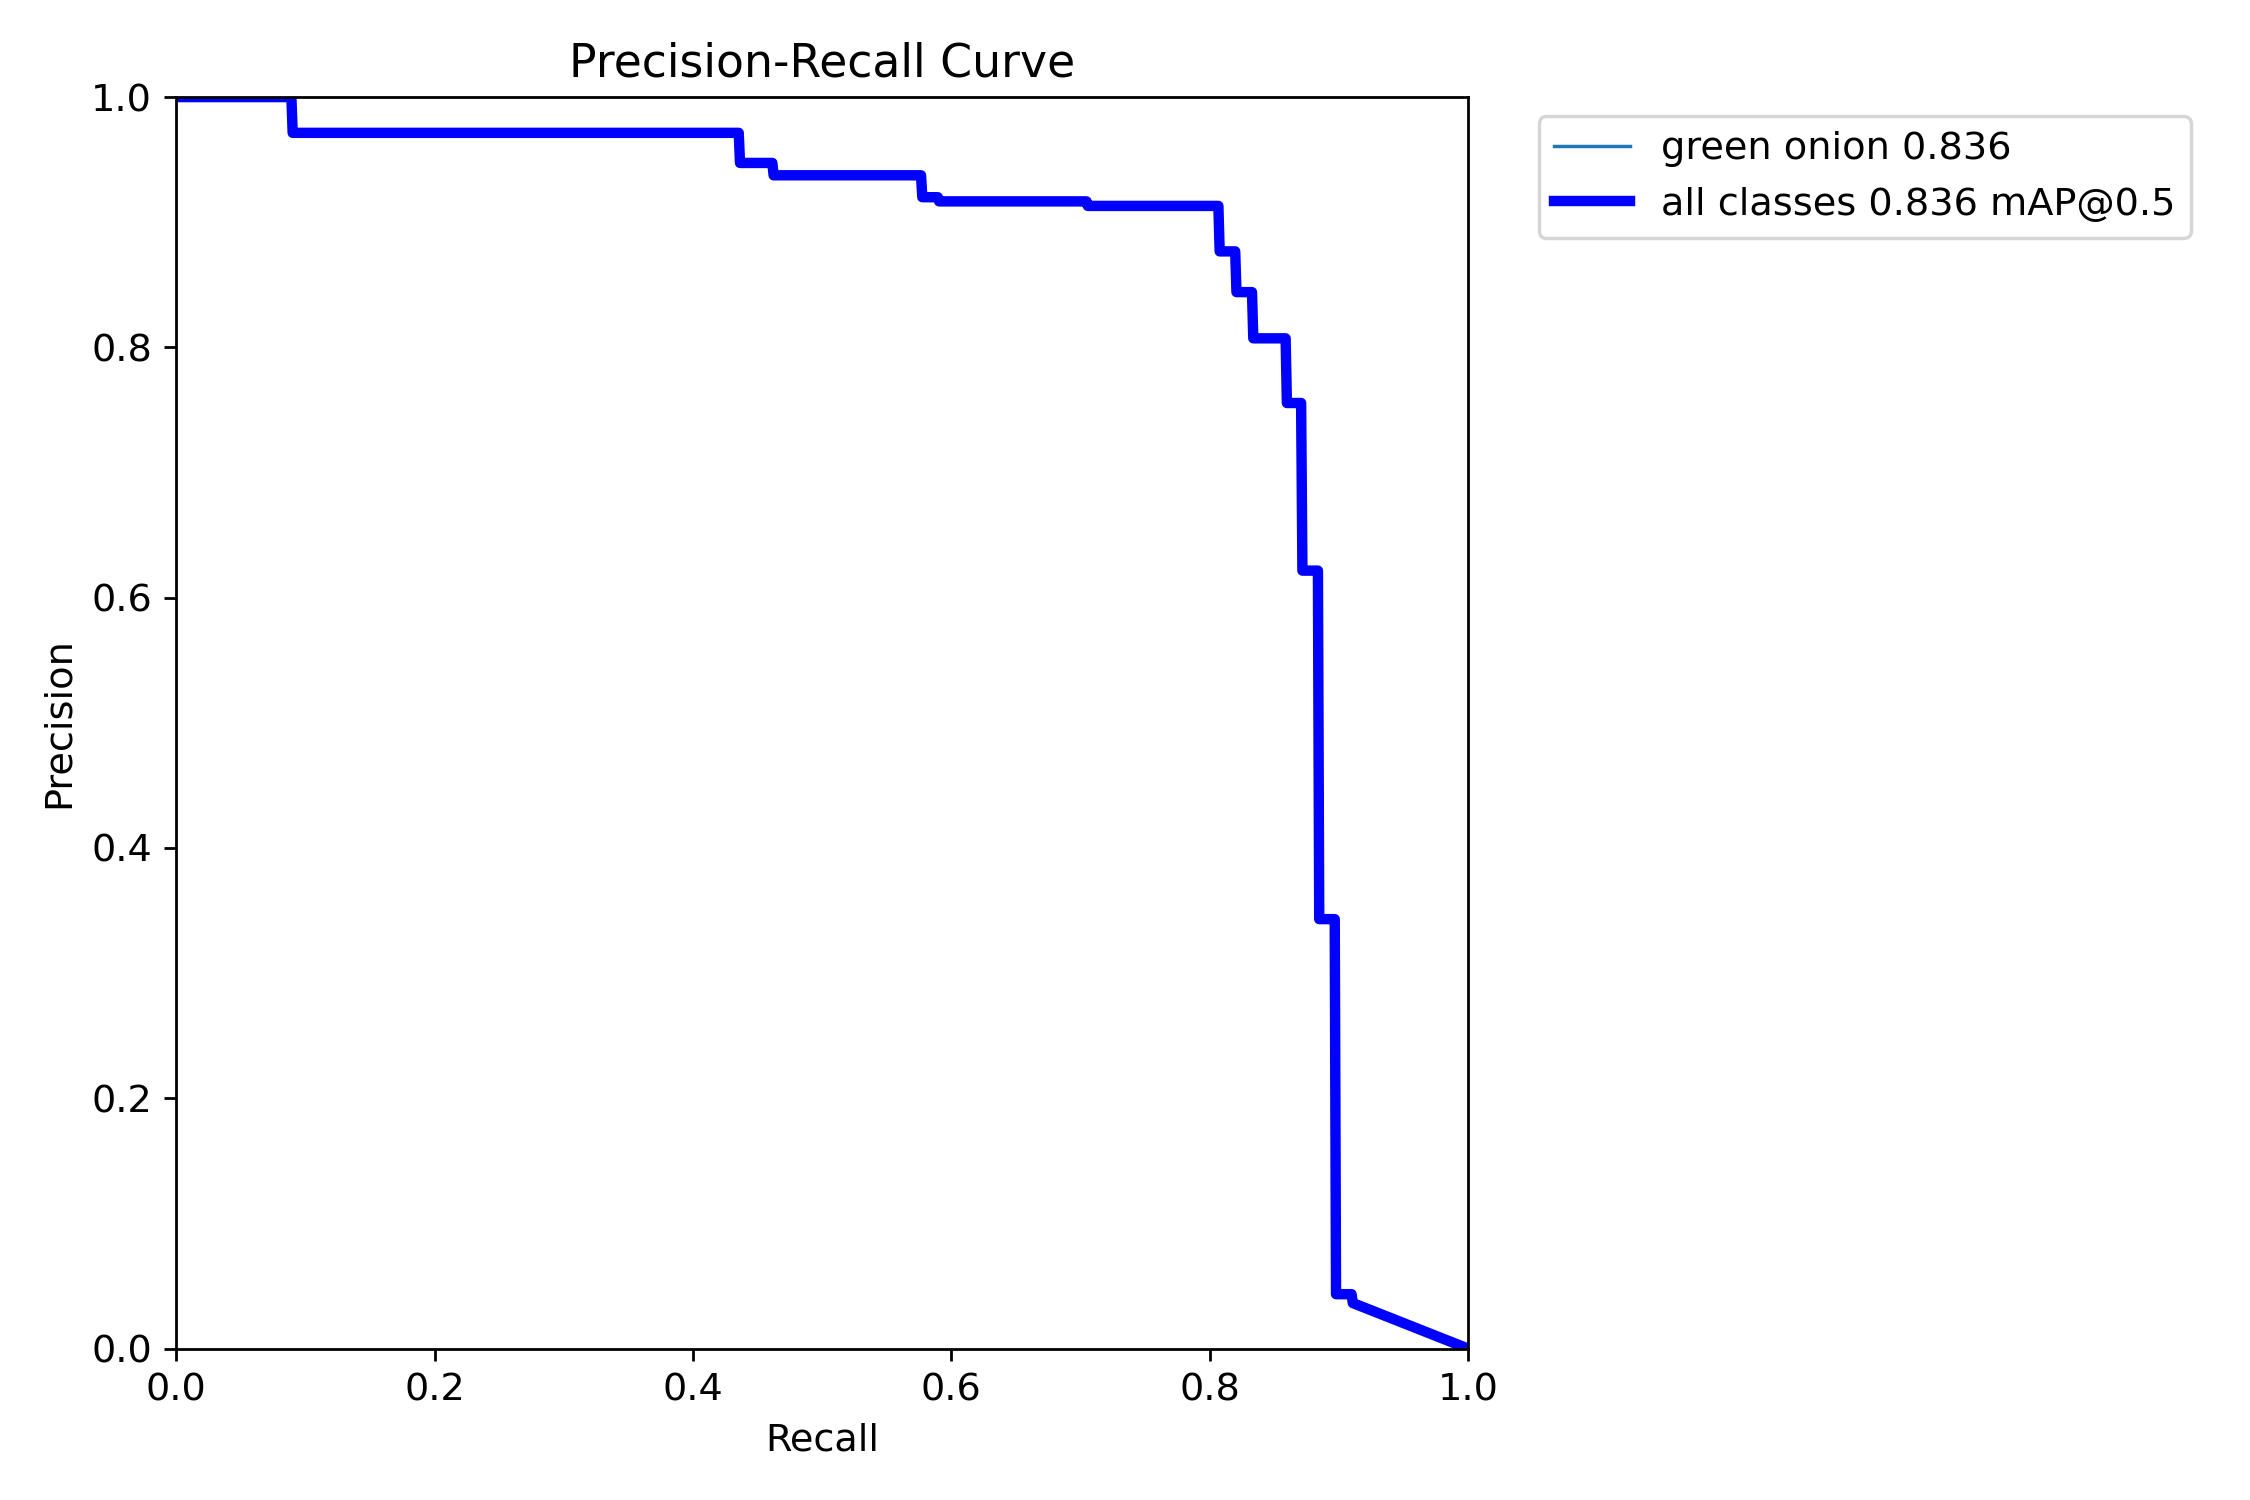 Precision-Recall Curve
green onion 0.836
all classes 0.836 mAP@0.5
Precision
1.0
0.8
0.6
0.4
0.2
0.0
0.0 0.2 0.4 0.6 0.8 1.0
Recall